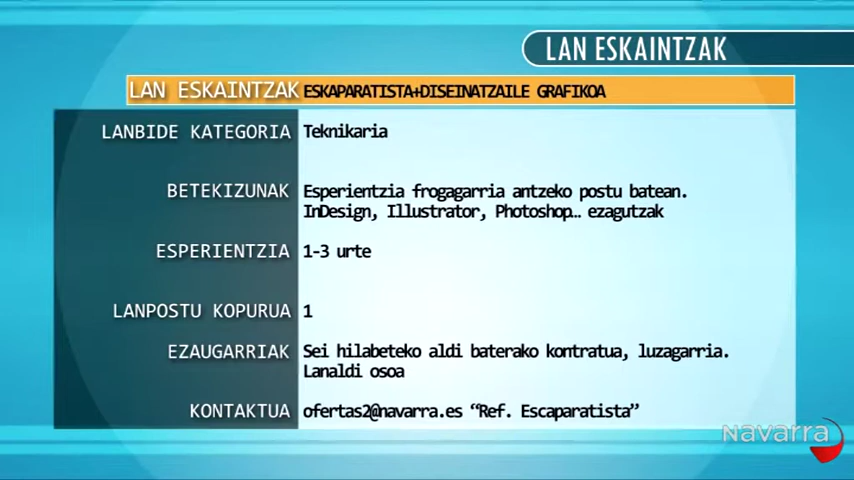 LAN ESKAINTZAK
LAN ESKAINTZAK ESKAPARATISTA+DISEINATZAILE GRAFIKOA
LANBIDE KATEGORIA Teknikaria
BETEKIZUNAK Esperientzia frogagarria antzeko postu batean.
InDesign, Illustrator, Photoshop… ezagutzak
ESPERIENTZIA 1-3 urte
LANPOSTU KOPURUA 1
EZAUGARRIAK Sei hilabeteko aldi baterako kontratua, luzagarria.
Lanaldi osoa
KONTAKTUA ofertas2@navarra.es “Ref. Escaparatista”
Navarra